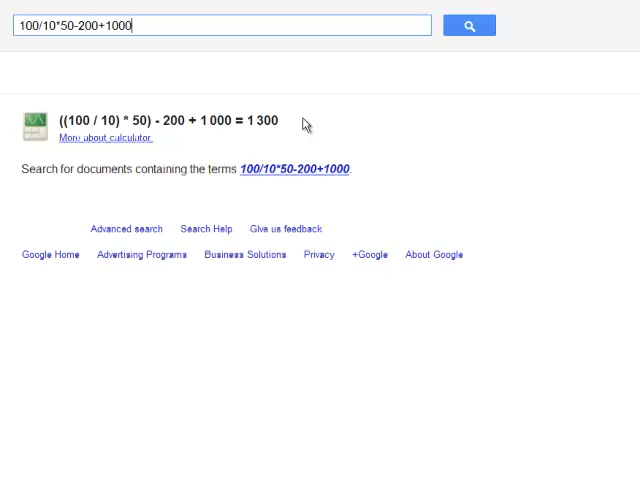 100/10*50-200+1000
((100 / 10) * 50) - 200 + 1 000 = 1 300
More about calculator.
Search for documents containing the terms 100/10*50-200+1000.
Advanced search Search Help Give us feedback
Google Home Advertising Programs Business Solutions Privacy +Google About Google